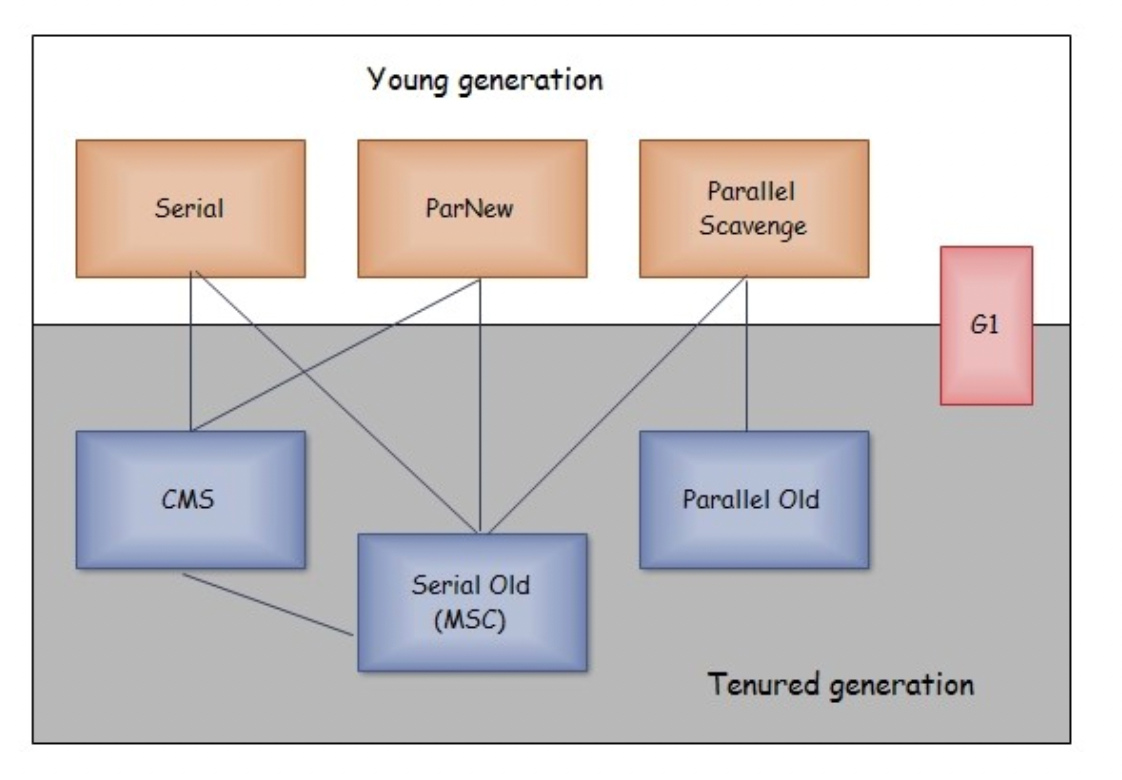 Young generation
Serial
ParNew
Parallel
Scavenge
G1
CMS
Parallel Old
Serial Old
(MSC)
Tenured generation